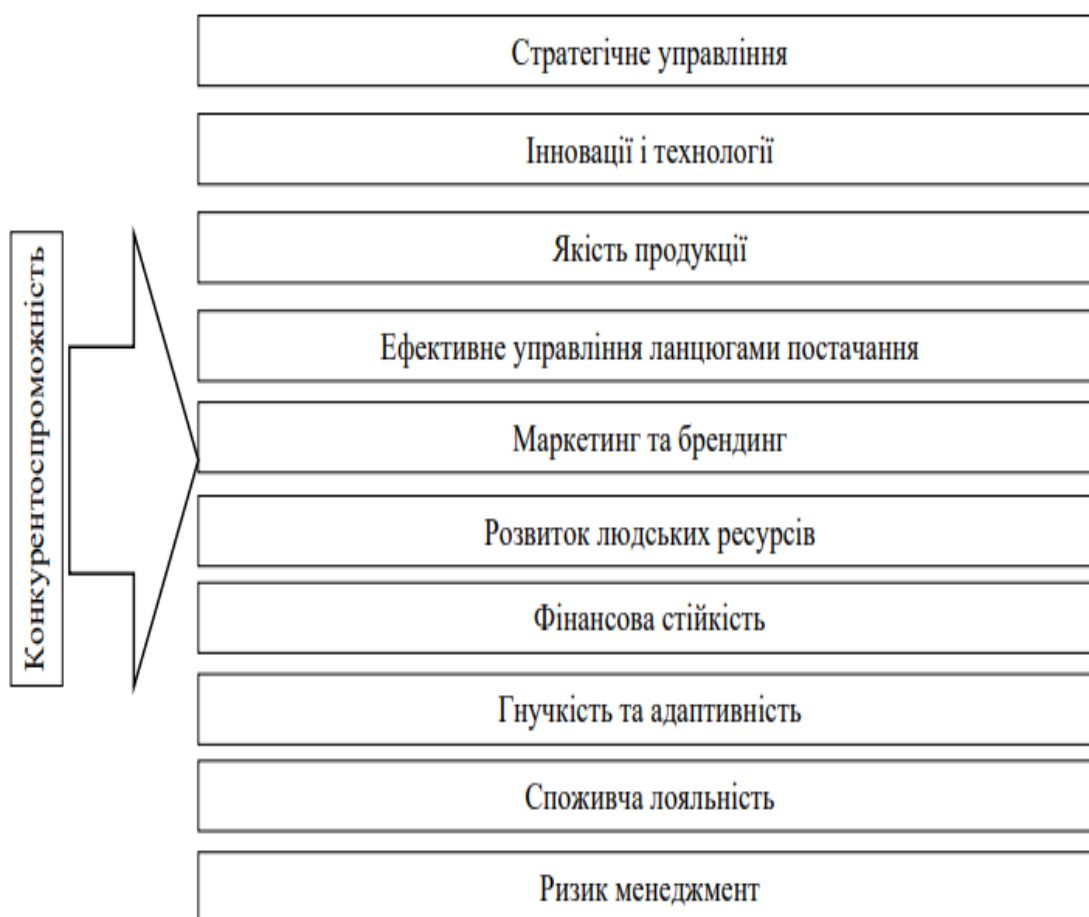 Конкурентоспроможність
Стратегічне управління
Інновації і технології
Якість продукції
Ефективне управління ланцюгами постачання
Маркетинг та брендинг
Розвиток людських ресурсів
Фінансова стійкість
Гнучкість та адаптивність
Споживча лояльність
Ризик менеджмент